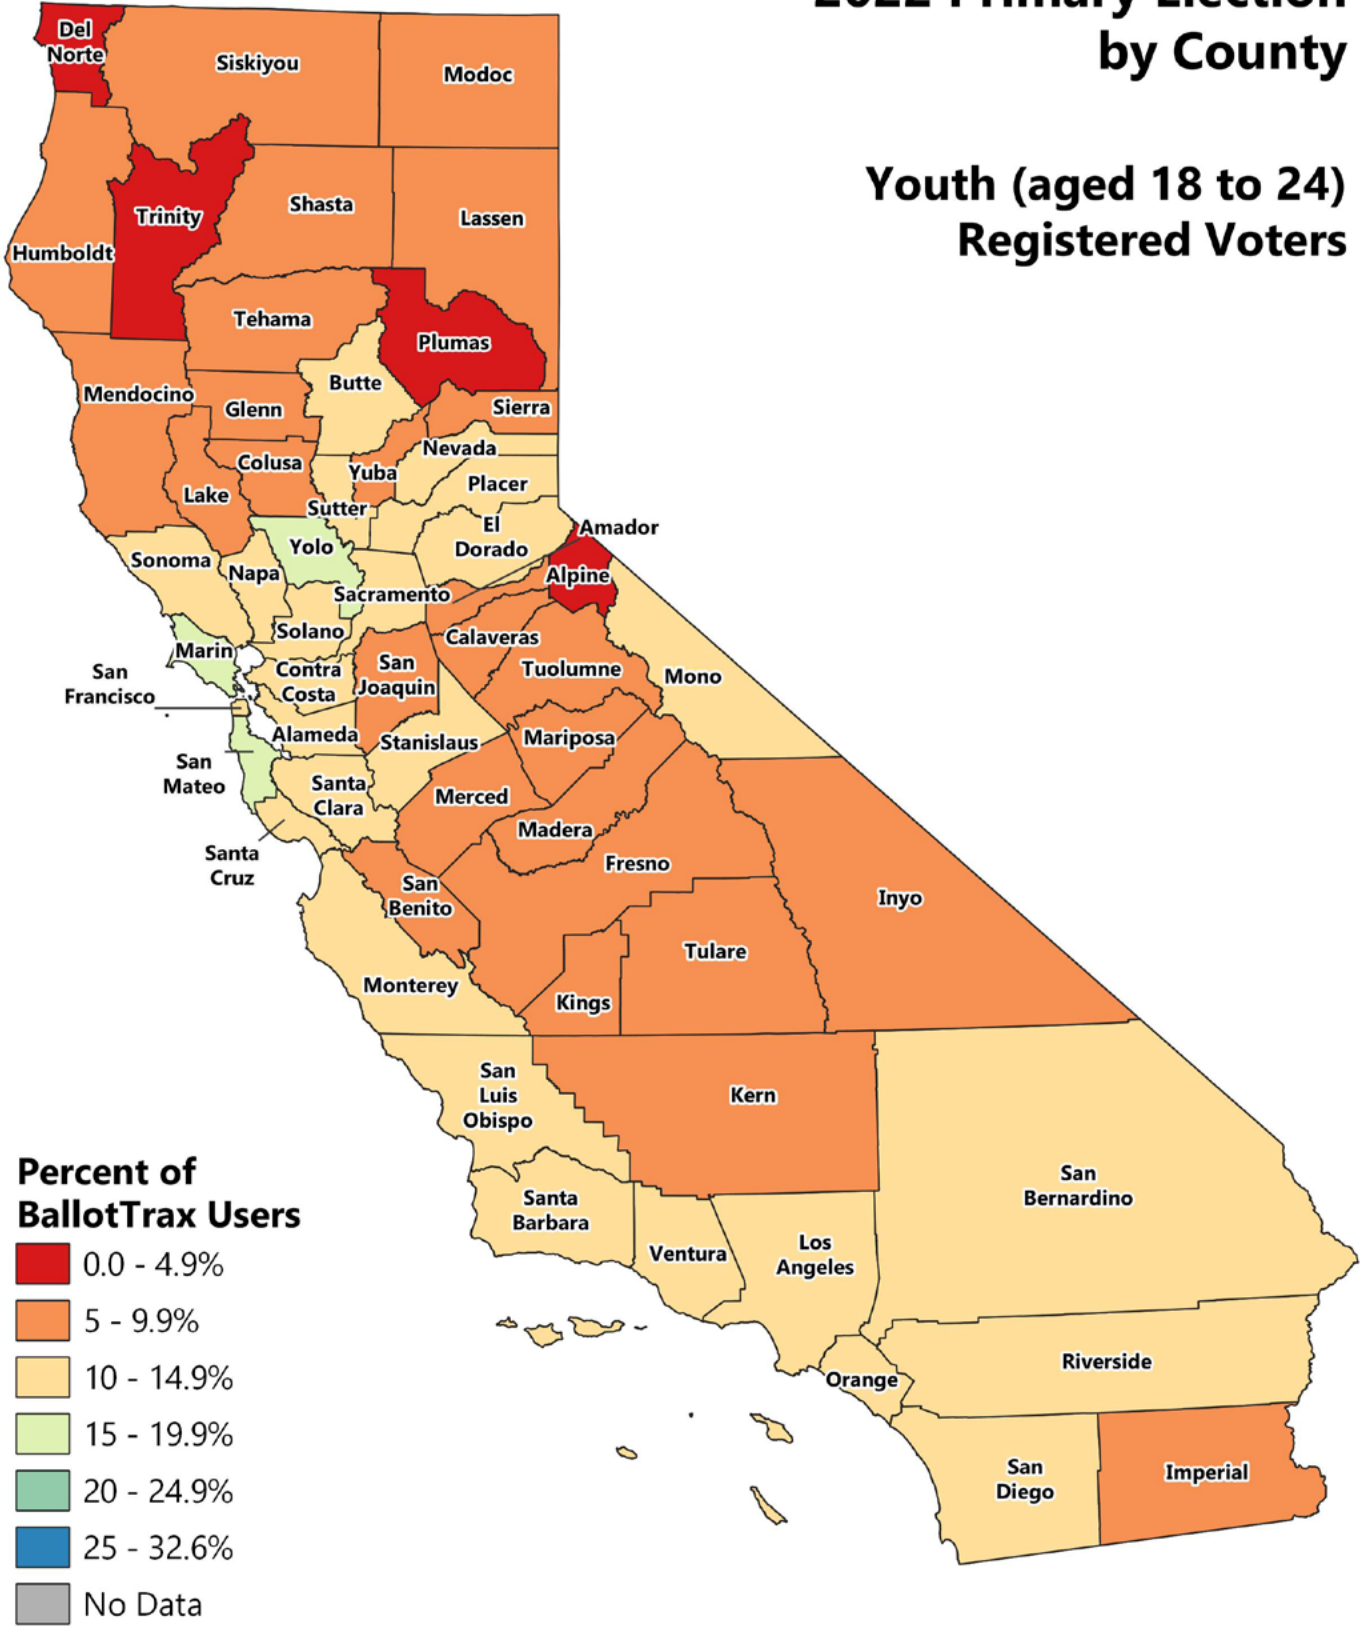 2022 Primary Election
by County
Youth (aged 18 to 24)
Registered Voters
Del
Norte
Siskiyou
Modoc
Trinity
Shasta
Lassen
Humboldt
Tehama
Plumas
Butte
Mendocino
Glenn
Sierra
Nevada
Colusa
Yuba
Placer
Lake
Sutter
El
Dorado
Amador
Yolo
Sonoma
Napa
Alpine
Sacramento
Solano
Calaveras
Marin
Contra
Costa
San
Joaquin
Tuolumne
Mono
San
Francisco
Alameda
Stanislaus
Mariposa
San
Mateo
Santa
Clara
Merced
Madera
Santa
Cruz
Fresno
San
Benito
Inyo
Tulare
Monterey
Kings
San
Luis
Obispo
Kern
San
Bernardino
Santa
Barbara
Ventura
Los
Angeles
Riverside
Orange
San
Diego
Imperial
Percent of
BallotTrax Users
0.0 - 4.9%
5 - 9.9%
10 - 14.9%
15 - 19.9%
20 - 24.9%
25 - 32.6%
No Data